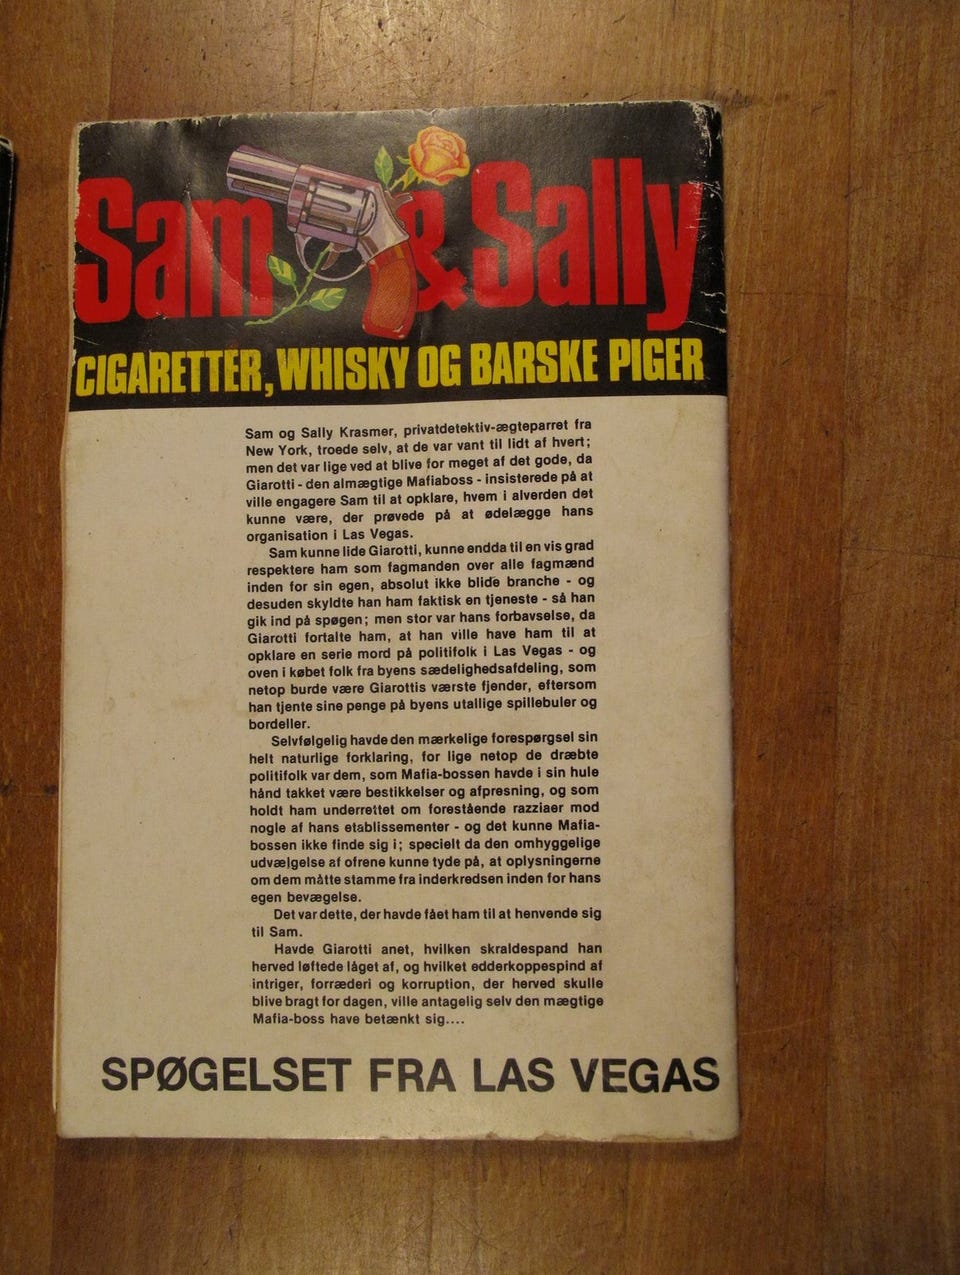 Sam & Sally
CIGARETTER, WHISKY OG BARSKE PIGER
Sam og Sally Krasmer, privatdetektiv-ægteparret fra
New York, troede selv, at de var vant til lidt af hvert;
men det var lige ved at blive for meget af det gode, da
Giarotti - den almægtige Mafiaboss - insisterede på at
ville engagere Sam til at opklare, hvem i alverden det
kunne være, der prøvede på at ødelægge hans
organisation i Las Vegas.
Sam kunne lide Giarotti, kunne endda til en vis grad
respektere ham som fagmanden over alle fagmænd
inden for sin egen, absolut ikke blide branche - og
desuden skyldte han ham faktisk en tjeneste - så han
gik ind på spøgen; men stor var hans forbavselse, da
Giarotti fortalte ham, at han ville have ham til at
opklare en serie mord på politifolk i Las Vegas - og
oven i købet folk fra byens sædelighedsafdeling, som
netop burde være Giarottis værste fjender, eftersom
han tjente sine penge på byens utallige spillebuler og
bordeller.
Selvfølgelig havde den mærkelige forespørgsel sin
helt naturlige forklaring, for lige netop de dræbte
politifolk var dem, som Mafia-bossen havde i sin hule
hånd takket være bestikkelser og afpresning, og som
holdt ham underrettet om forestående razziaer mod
nogle af hans etablissementer - og det kunne Mafia-
bossen ikke finde sig i; specielt da den omhyggelige
udvælgelse af ofrene kunne tyde på, at oplysningerne
om dem måtte stamme fra inderkredsen inden for hans
egen bevægelse.
Det var dette, der havde fået ham til at henvende sig
til Sam.
Havde Giarotti anet, hvilken skraldespand han
herved løftede låget af, og hvilket edderkoppespind af
intriger, forræderi og korruption, der herved skulle
blive bragt for dagen, ville antagelig selv den mægtige
Mafia-boss have betænkt sig....
SPØGELSET FRA LAS VEGAS